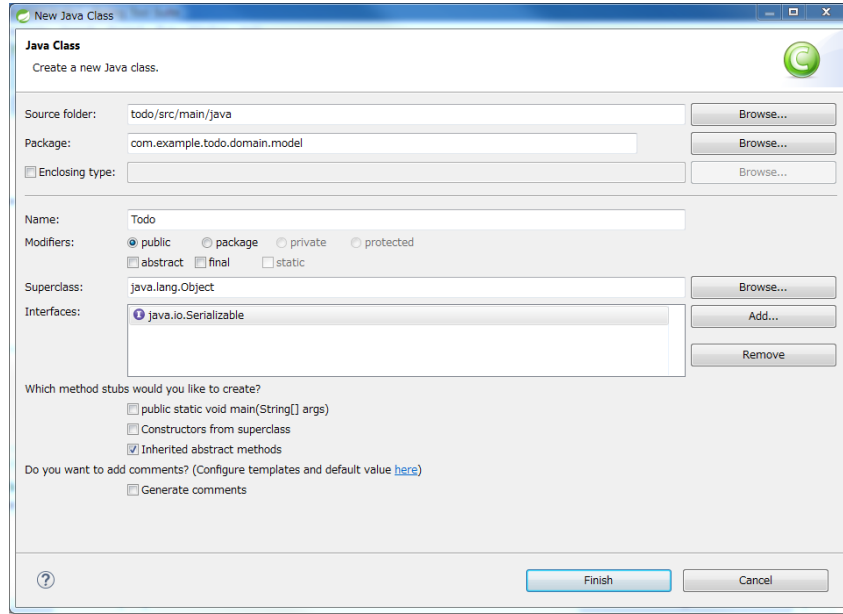 New Java Class
Java Class
Create a new Java class.
C
Source folder: todo/src/main/java Browse...
Package: com.example.todo.domain.model Browse...
Enclosing type: Browse...
Name: Todo
Modifiers: public package private protected
abstract final static
Superclass: java.lang.Object Browse...
Interfaces: I java.io.Serializable Add...
Remove
Which method stubs would you like to create?
public static void main(String[] args)
Constructors from superclass
Inherited abstract methods
Do you want to add comments? (Configure templates and default value here)
Generate comments
? Finish Cancel